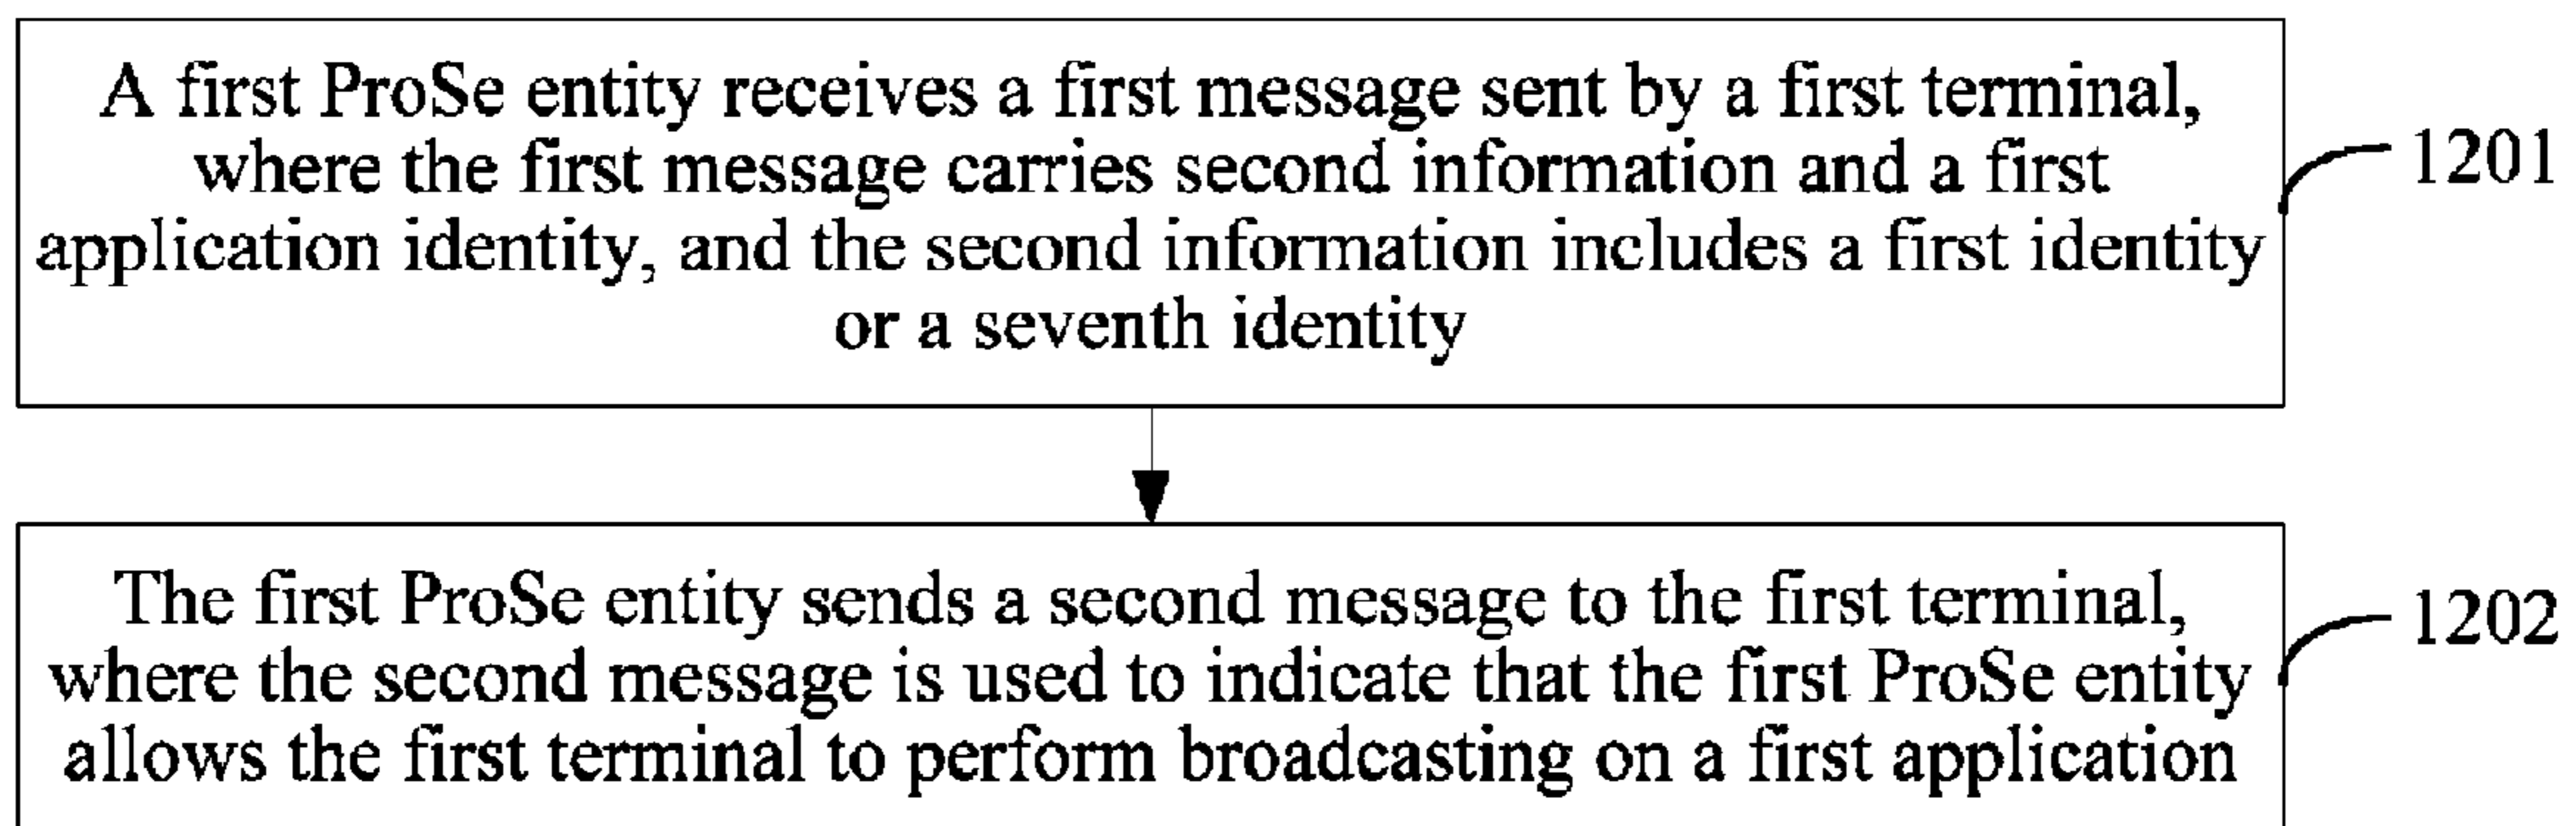 A first ProSe entity receives a first message sent by a first terminal,
where the first message carries second information and a first
application identity, and the second information includes a first identity
or a seventh identity
1201
The first ProSe entity sends a second message to the first terminal,
where the second message is used to indicate that the first ProSe entity
allows the first terminal to perform broadcasting on a first application
1202